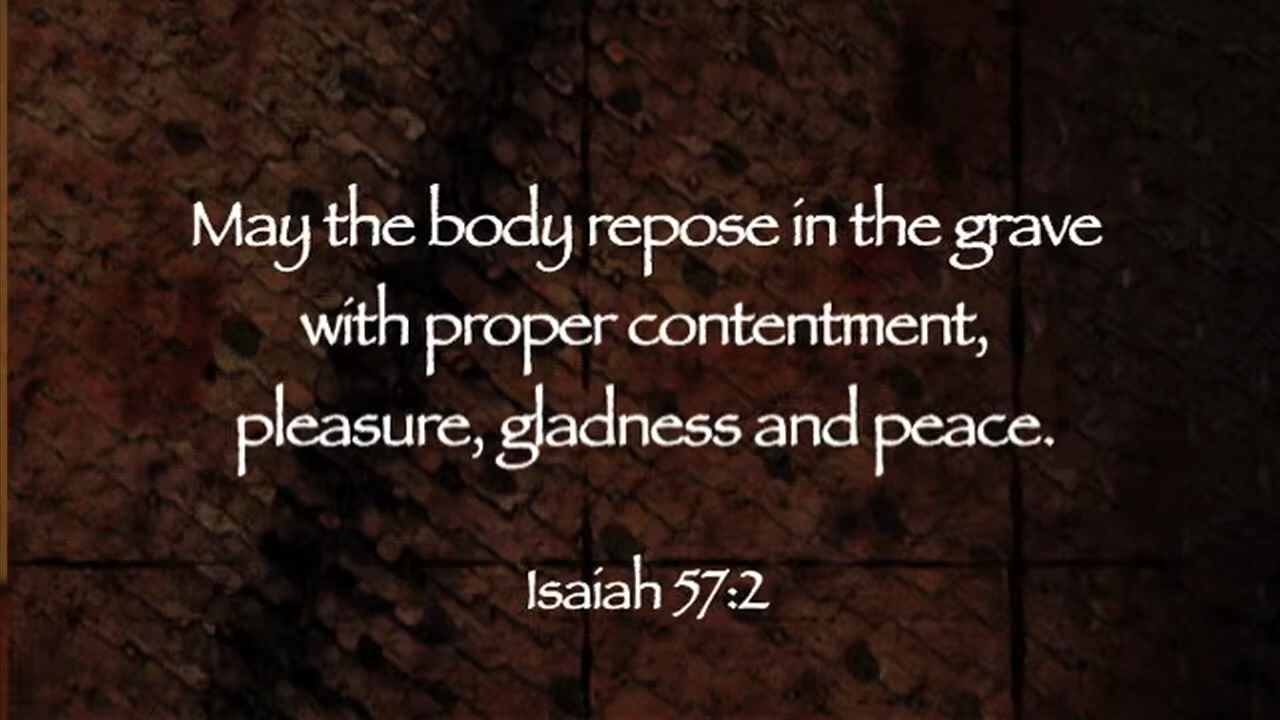 May the body repose in the grave
with proper contentment,
pleasure, gladness and peace.
Isaiah 57:2